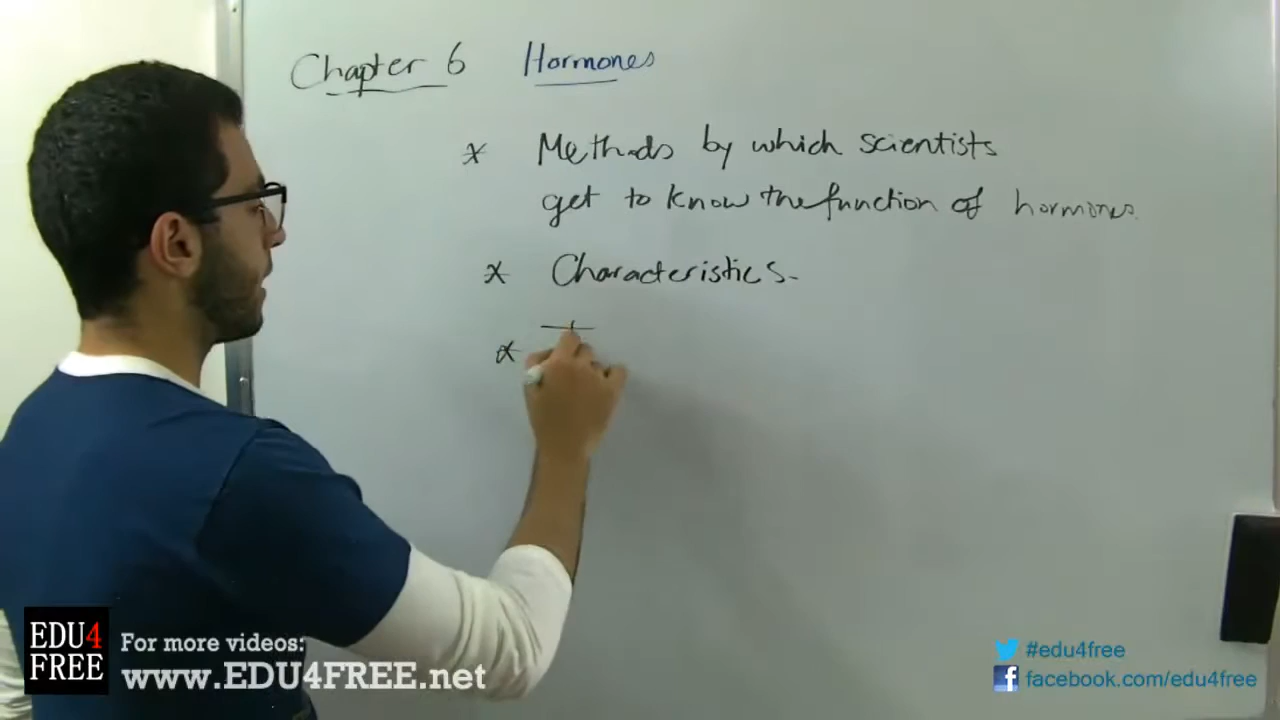 Chapter 6 Hormones
* Methods by which scientists
get to know the function of hormones.
* Characteristics.
*
EDU4
FREE
For more videos:
www.EDU4FREE.net
#edu4free
facebook.com/edu4free